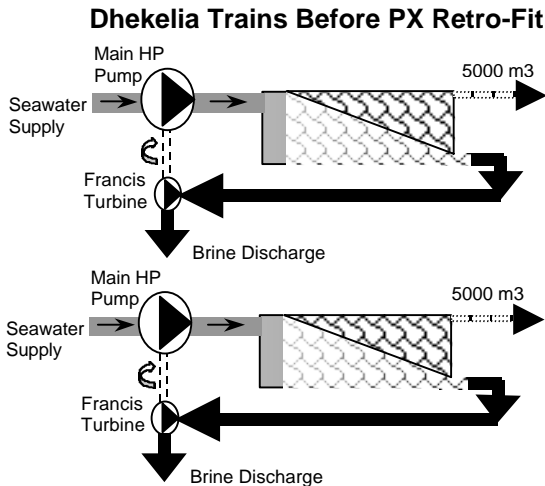 Dhekelia Trains Before PX Retro-Fit
Main HP
Pump
5000 m3
Seawater
Supply
Francis
Turbine
Brine Discharge
Main HP
Pump
5000 m3
Seawater
Supply
Francis
Turbine
Brine Discharge